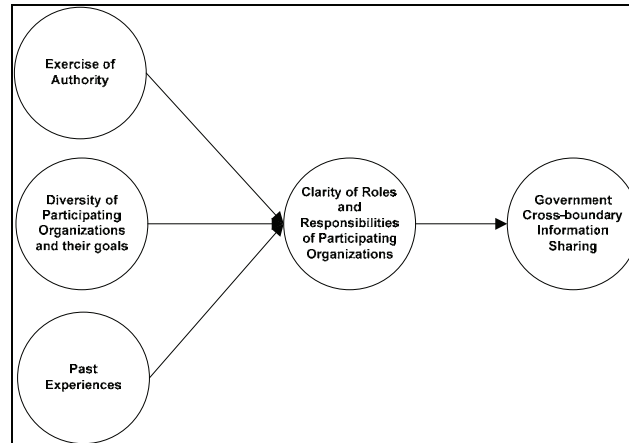 Exercise of
Authority
Diversity of
Participating
Organizations
and their goals
Past
Experiences
Clarity of Roles
and
Responsibilities
of Participating
Organizations
Government
Cross-boundary
Information
Sharing